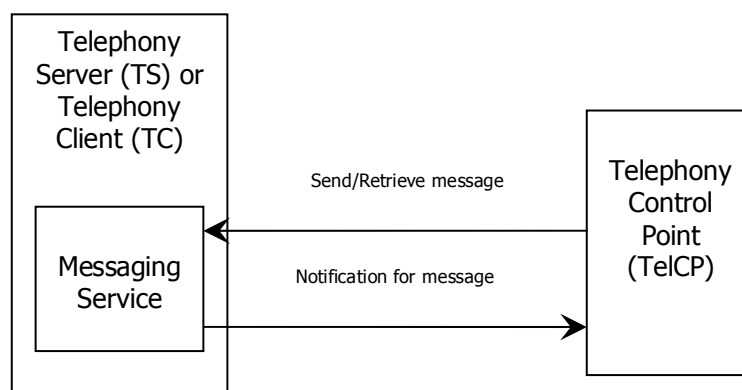 Telephony
Server (TS) or
Telephony
Client (TC)
Messaging
Service
Send/Retrieve message
Notification for message
Telephony
Control
Point
(TelCP)